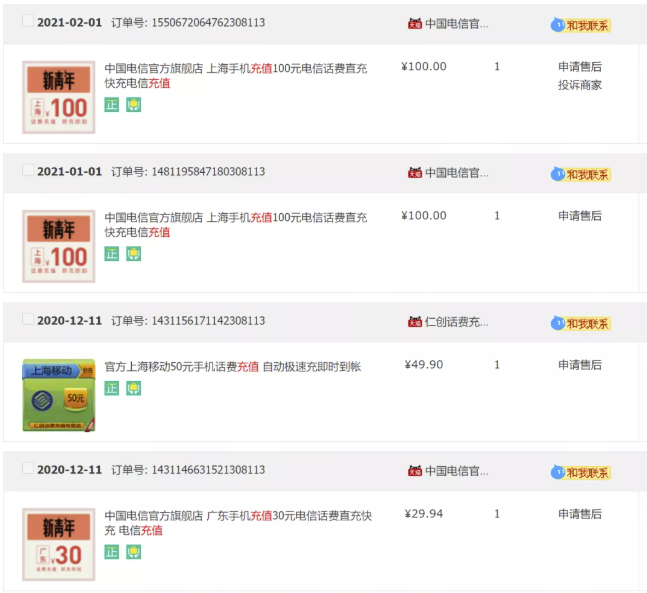 2021-02-01 订单号: 1550672064762308113 天猫 中国电信官... 和我联系
新青年
上海 ¥100
中国电信官方旗舰店 上海手机充值100元电信话费直充
快充电信充值
正
¥100.00 1 申请售后
投诉商家
2021-01-01 订单号: 1481195847180308113 天猫 中国电信官... 和我联系
新青年
上海 ¥100
中国电信官方旗舰店 上海手机充值100元电信话费直充
快充电信充值
正
¥100.00 1 申请售后
2020-12-11 订单号: 1431156171142308113 天猫 仁创话费充... 和我联系
上海移动
50元
官方上海移动50元手机话费充值 自动极速充即时到帐
正
¥49.90 1 申请售后
2020-12-11 订单号: 1431146631521308113 天猫 中国电信官... 和我联系
新青年
广东 ¥30
中国电信官方旗舰店 广东手机充值30元电信话费直充快
充 电信充值
正
¥29.94 1 申请售后